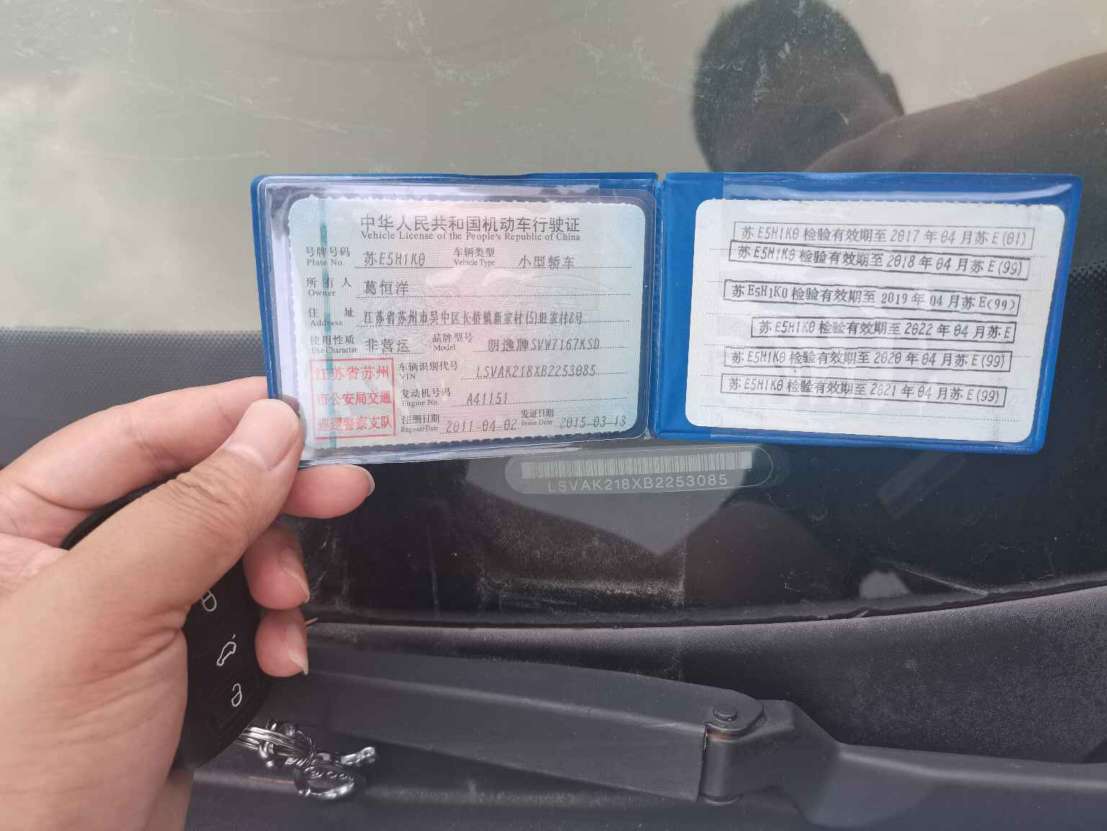 中华人民共和国机动车行驶证
Vehicle License of the People's Republic of China
号牌号码 苏E5H1K0 车辆类型 小型轿车
Plate No. Vehicle Type
所有人 葛恒洋
Owner
住址 江苏省苏州市吴中区长桥镇新家村(5)旺家村8号
Address
使用性质 非营运 品牌型号 朗逸牌SVW7167KSD
Use Character Model
江苏省苏州
市公安局交通
巡逻警察支队
车辆识别代号 LSVAK218XB2253085
VIN
发动机号码 A41151
Engine No.
注册日期 2011-04-02 发证日期 2015-03-13
Register Date Issue Date
苏E5H1K0检验有效期至2017年04月苏E(01)
苏E5H1K0检验有效期至2018年04月苏E(99)
苏E5H1K0检验有效期至2019年04月苏E(99)
苏E5H1K0检验有效期至2022年04月苏E
苏E5H1K0检验有效期至2020年04月苏E(99)
苏E5H1K0检验有效期至2021年04月苏E(99)
LSVAK218XB2253085